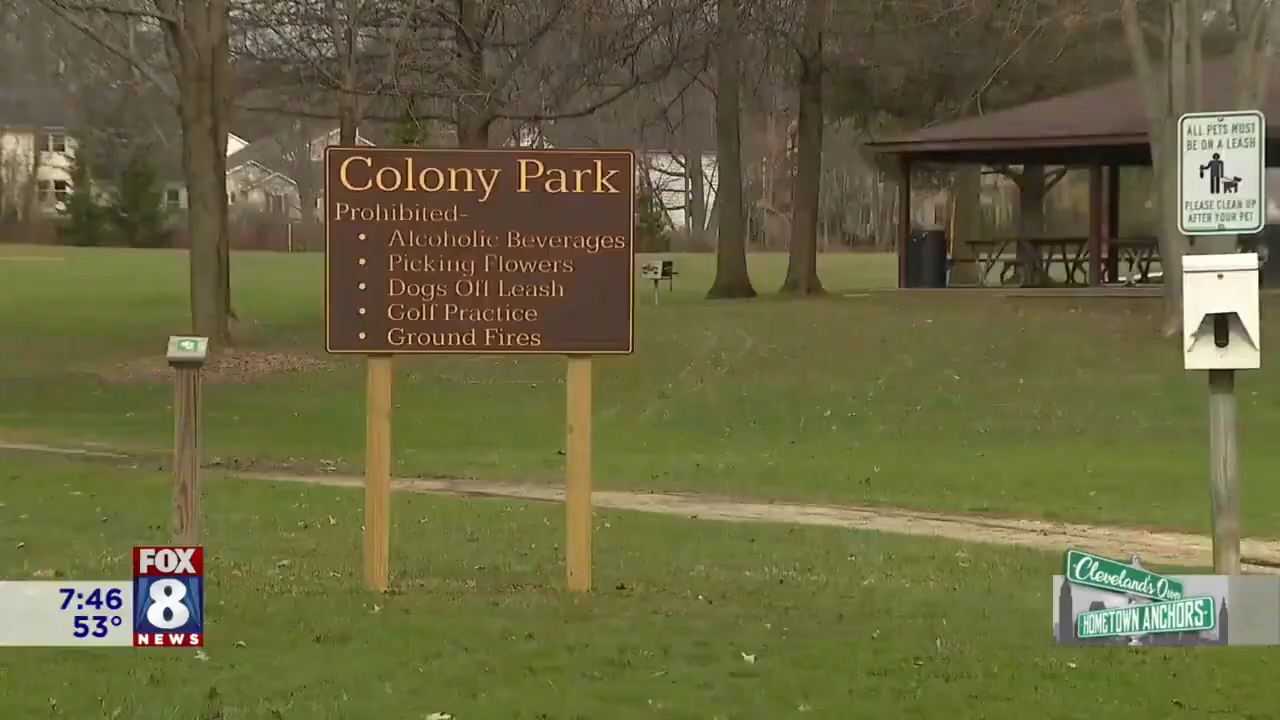 Colony Park
Prohibited-
• Alcoholic Beverages
• Picking Flowers
• Dogs Off Leash
• Golf Practice
• Ground Fires
ALL PETS MUST
BE ON A LEASH
PLEASE CLEAN UP
AFTER YOUR PET
7:46
53°
FOX
8
NEWS
Cleveland's Own
HOMETOWN ANCHORS